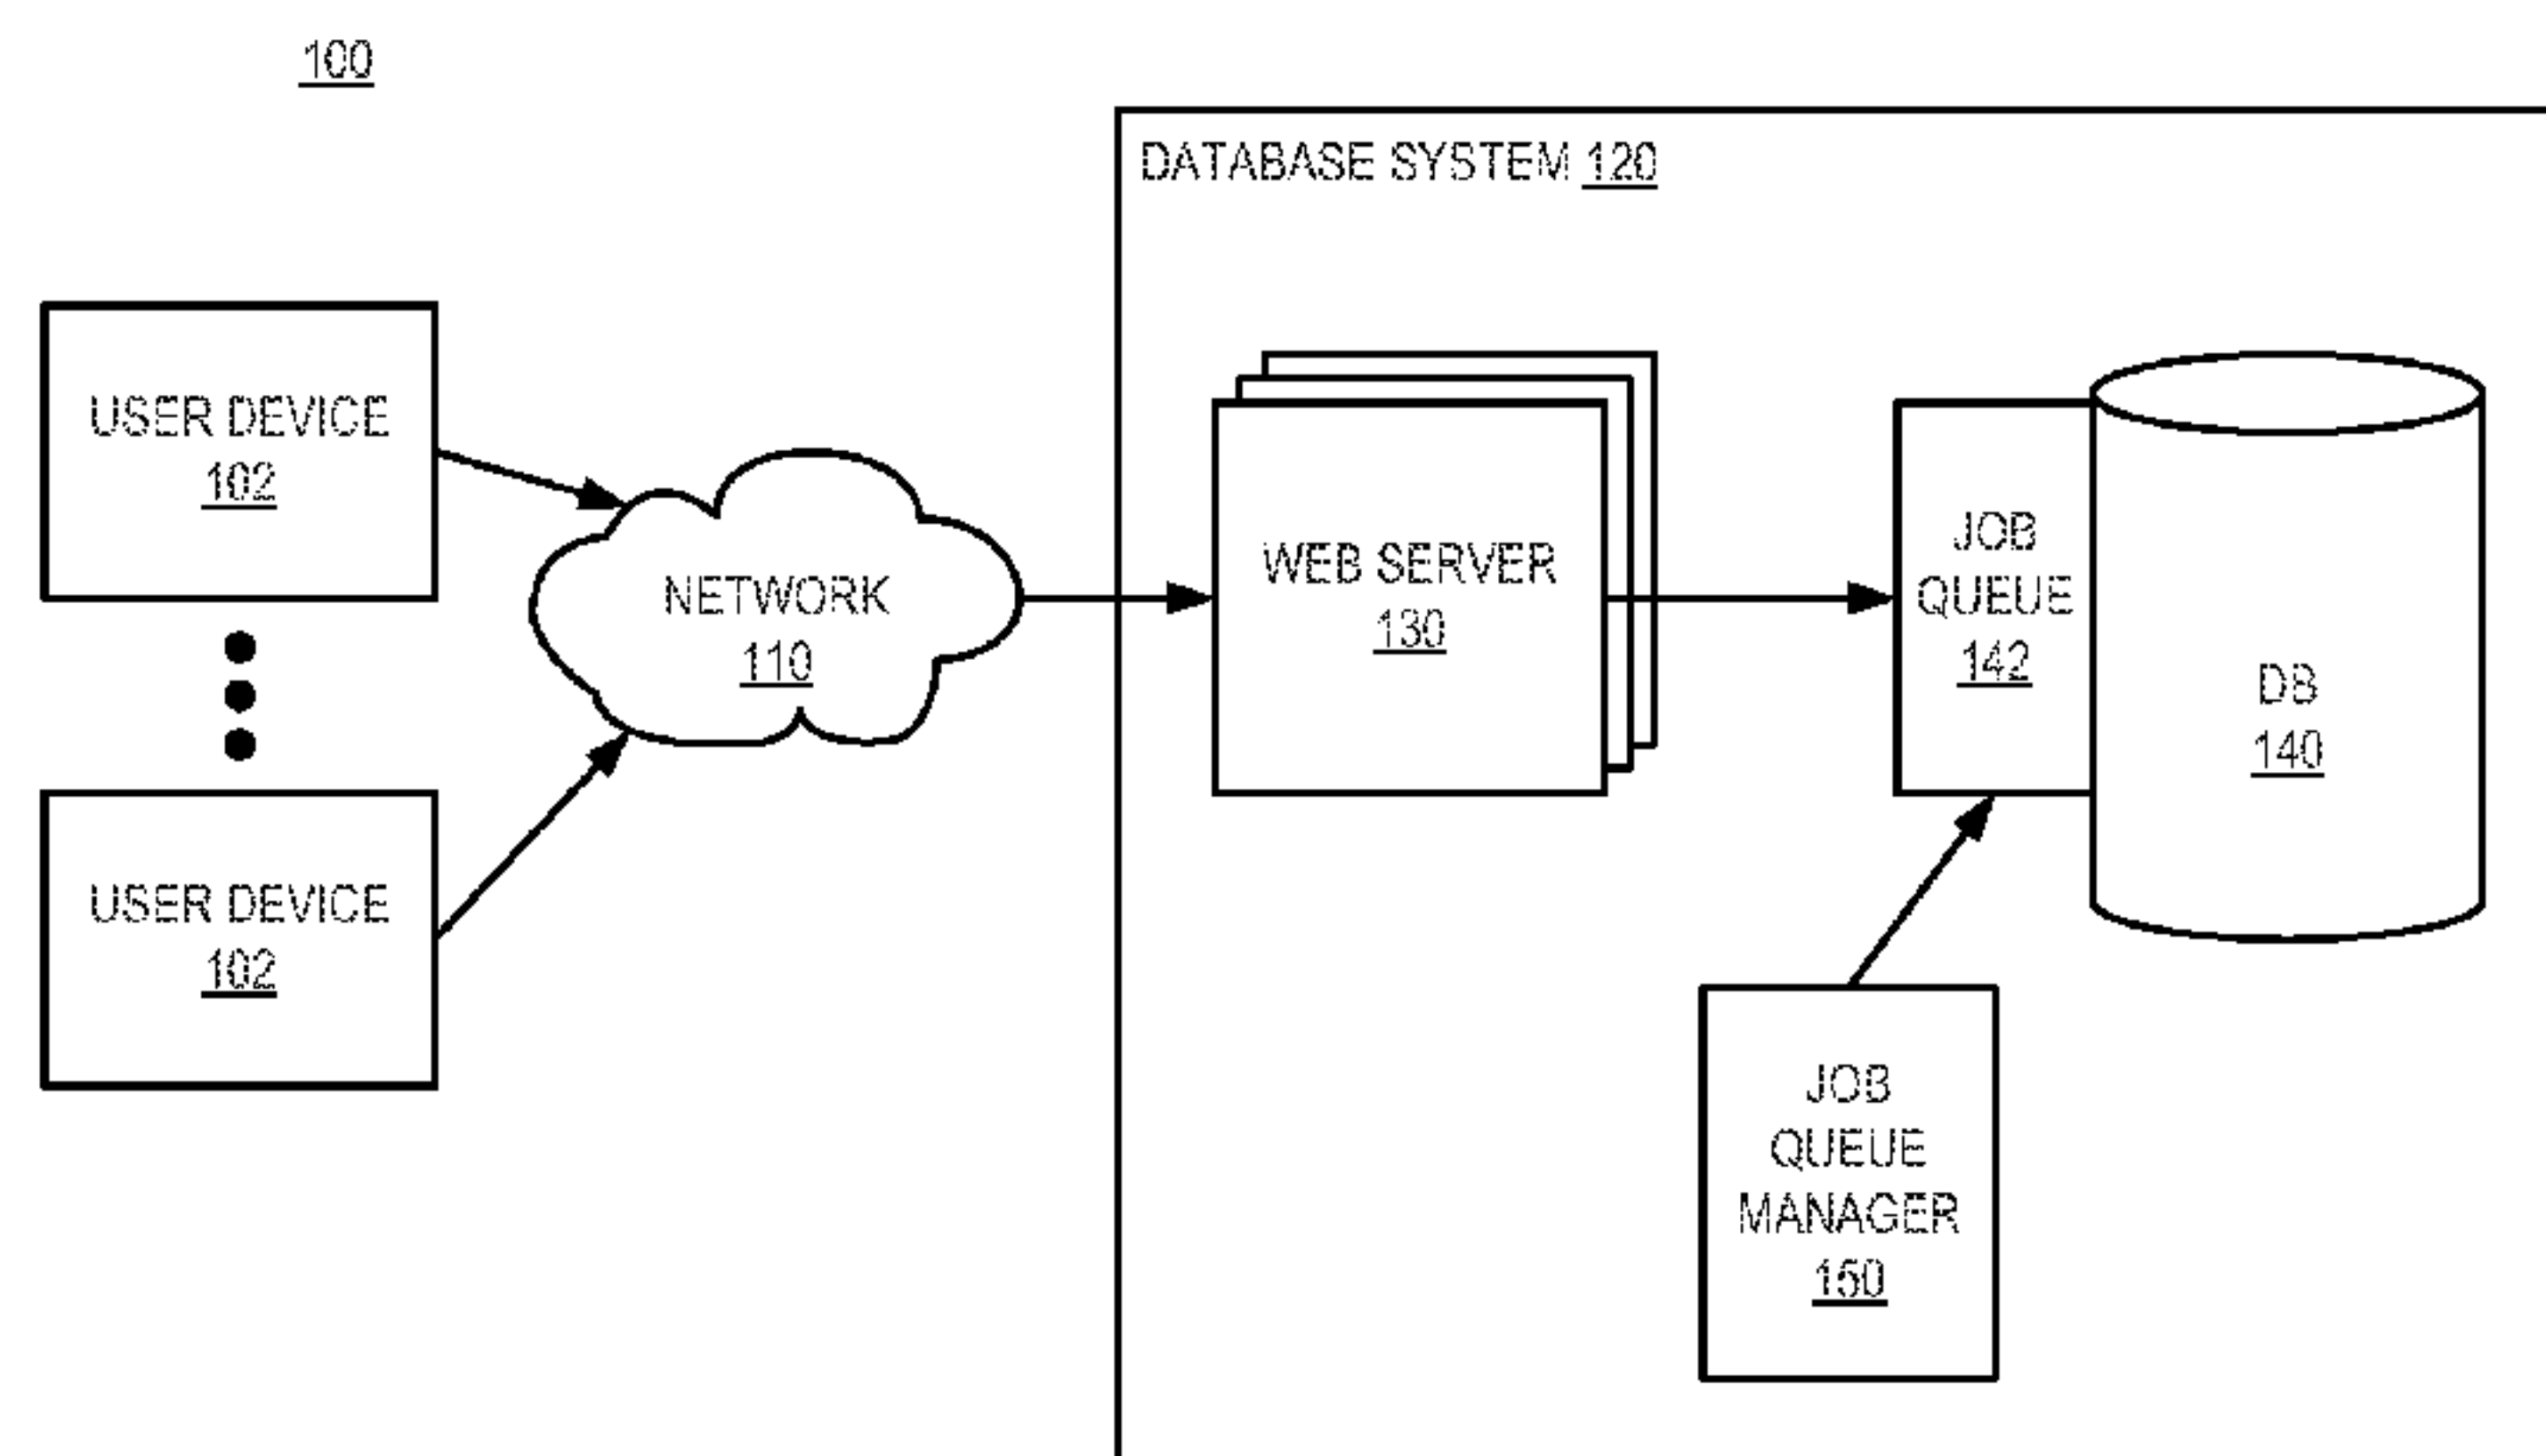 100
DATABASE SYSTEM 120
USER DEVICE
102
NETWORK
110
USER DEVICE
102
WEB SERVER
130
JOB
QUEUE
142
DB
140
JOB
QUEUE
MANAGER
150